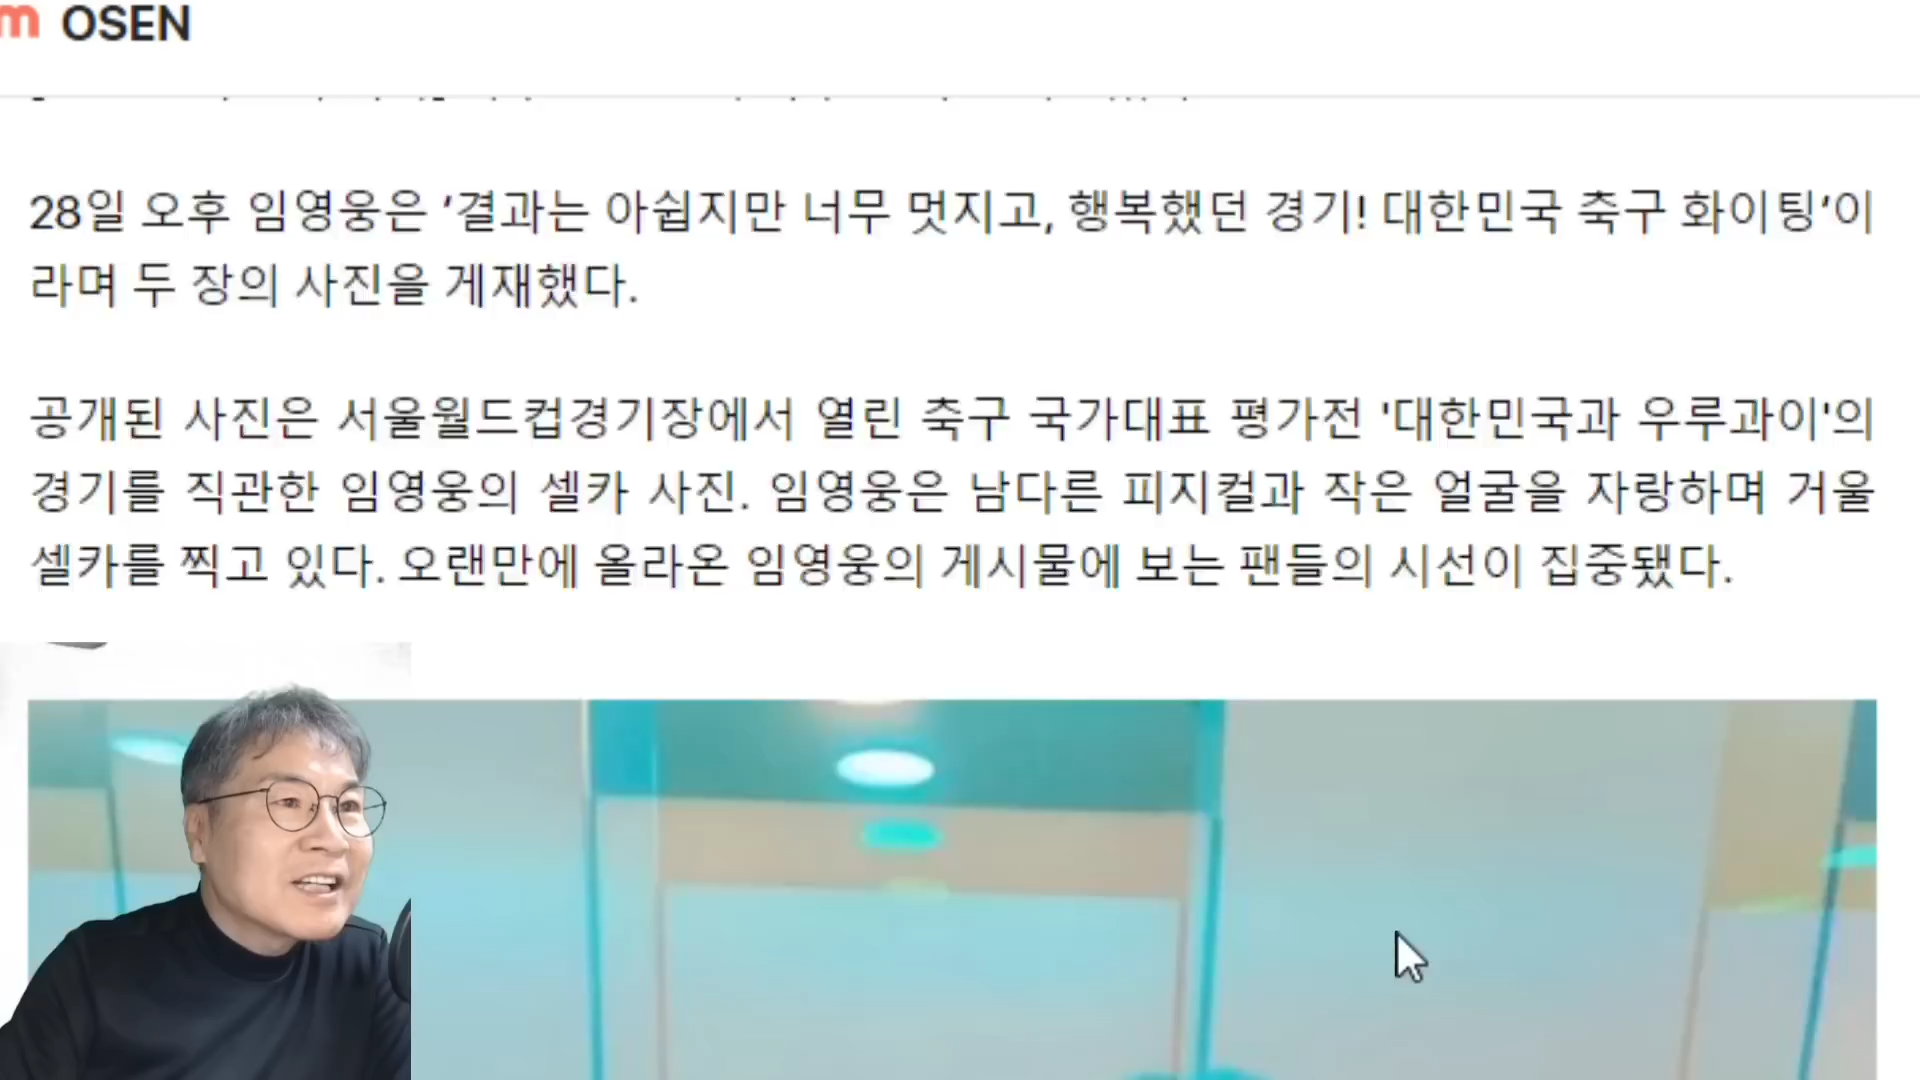 m OSEN
28일 오후 임영웅은 ‘결과는 아쉽지만 너무 멋지고, 행복했던 경기! 대한민국 축구 화이팅’이
라며 두 장의 사진을 게재했다.
공개된 사진은 서울월드컵경기장에서 열린 축구 국가대표 평가전 '대한민국과 우루과이'의
경기를 직관한 임영웅의 셀카 사진. 임영웅은 남다른 피지컬과 작은 얼굴을 자랑하며 거울
셀카를 찍고 있다. 오랜만에 올라온 임영웅의 게시물에 보는 팬들의 시선이 집중됐다.